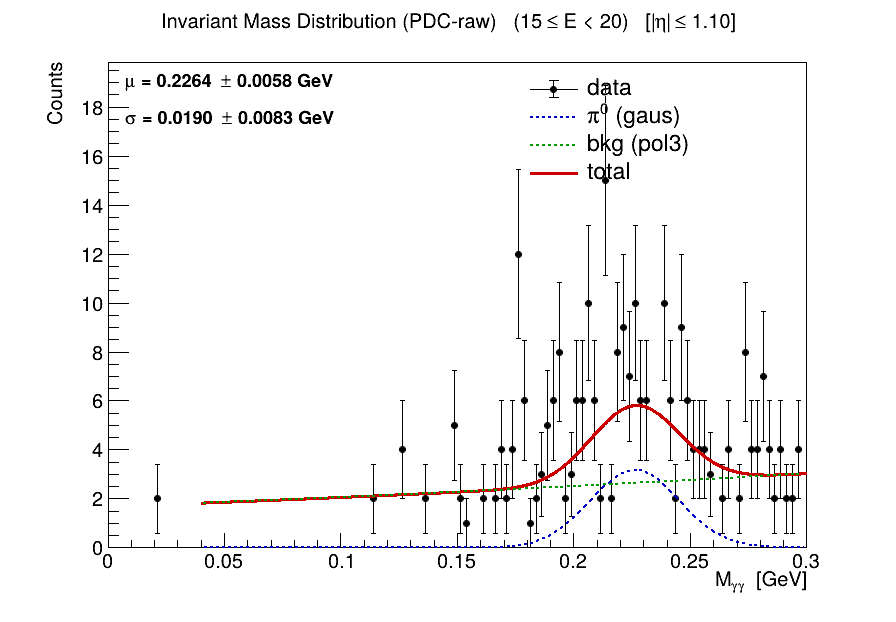 Invariant Mass Distribution (PDC-raw) (15 ≤ E < 20) [|η| ≤ 1.10]
Counts
μ = 0.2264 ± 0.0058 GeV
σ = 0.0190 ± 0.0083 GeV
data
π⁰ (gaus)
bkg (pol3)
total
18
16
14
12
10
8
6
4
2
0
0 0.05 0.1 0.15 0.2 0.25 0.3
Mγγ [GeV]